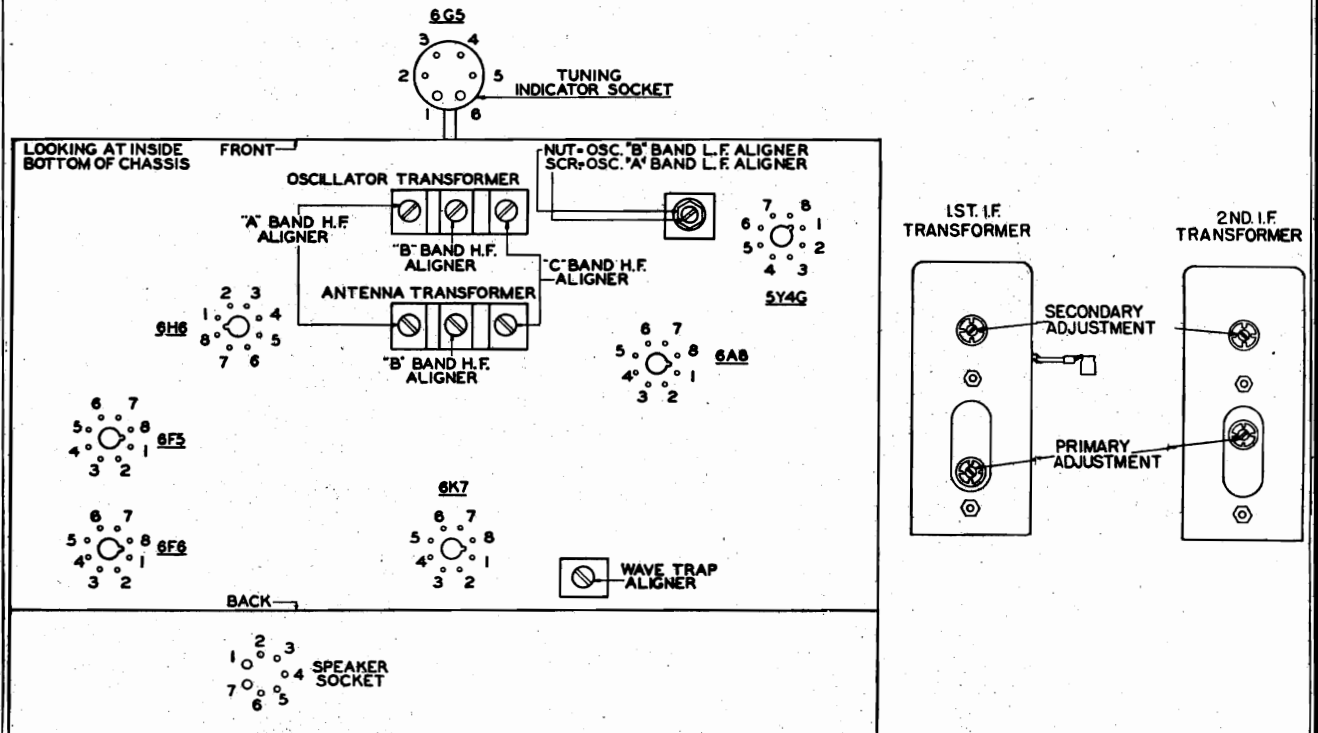 6G5
3 4
2 5
1 6
TUNING
INDICATOR SOCKET
LOOKING AT INSIDE
BOTTOM OF CHASSIS
FRONT
NUT=OSC. "B" BAND L.F. ALIGNER
SCR=OSC. "A" BAND L.F. ALIGNER
OSCILLATOR TRANSFORMER
"A" BAND H.F.
ALIGNER
"B" BAND H.F.
ALIGNER
"C" BAND H.F.
ALIGNER
ANTENNA TRANSFORMER
"B" BAND H.F.
ALIGNER
7 8
6 1
5 2
4 3
5Y4G
2 3
1 4
8 5
7 6
6H6
6 7
5 8
4 1
3 2
6A8
6 7
5 8
4 1
3 2
6F5
6 7
5 8
4 1
3 2
6F6
6K7
6 7
5 8
4 1
3 2
WAVE TRAP
ALIGNER
BACK
2
1 3
4
7 5
6
SPEAKER
SOCKET
1ST. I.F.
TRANSFORMER
2ND. I.F.
TRANSFORMER
SECONDARY
ADJUSTMENT
PRIMARY
ADJUSTMENT